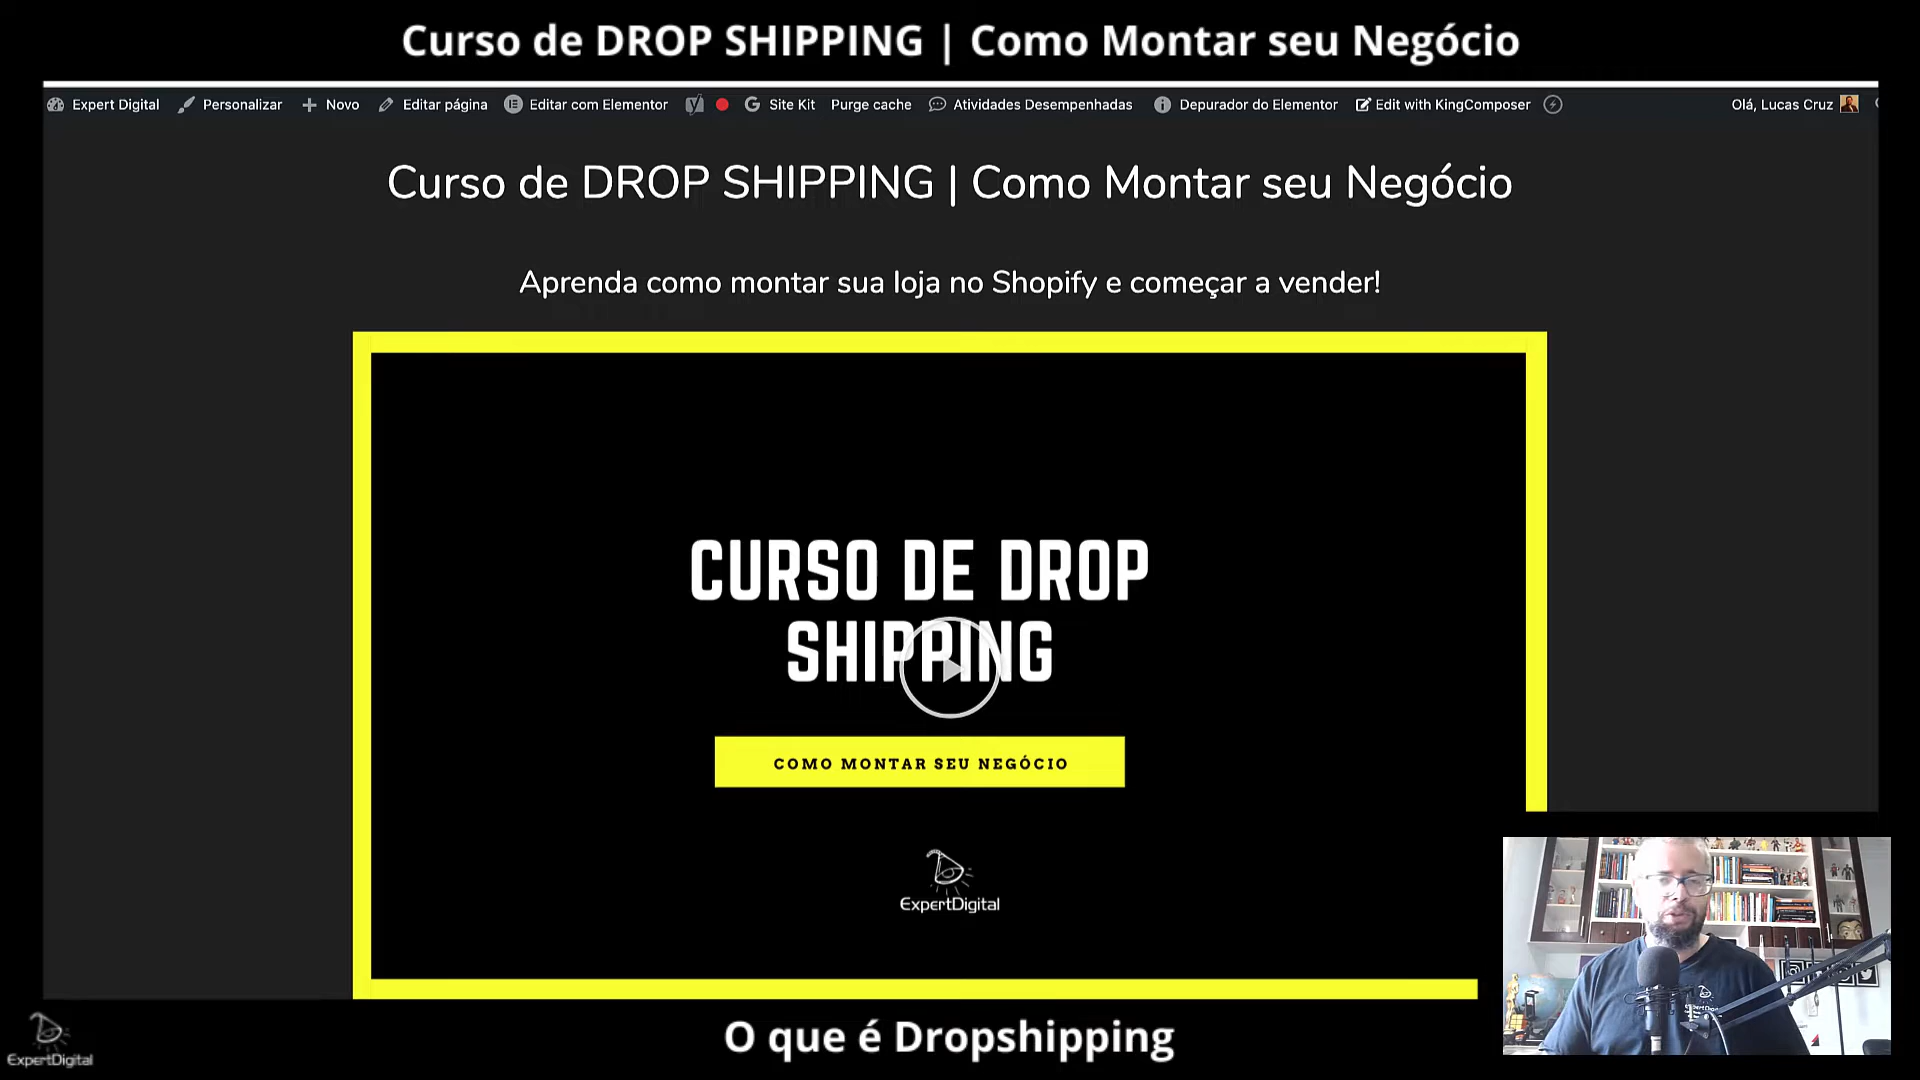 Curso de DROP SHIPPING | Como Montar seu Negócio
Expert Digital Personalizar Novo Editar página Editar com Elementor Site Kit Purge cache Atividades Desempenhadas Depurador do Elementor Edit with KingComposer Olá, Lucas Cruz
Curso de DROP SHIPPING | Como Montar seu Negócio
Aprenda como montar sua loja no Shopify e começar a vender!
CURSO DE DROP
SHIPPING
COMO MONTAR SEU NEGÓCIO
ExpertDigital
O que é Dropshipping
ExpertDigital